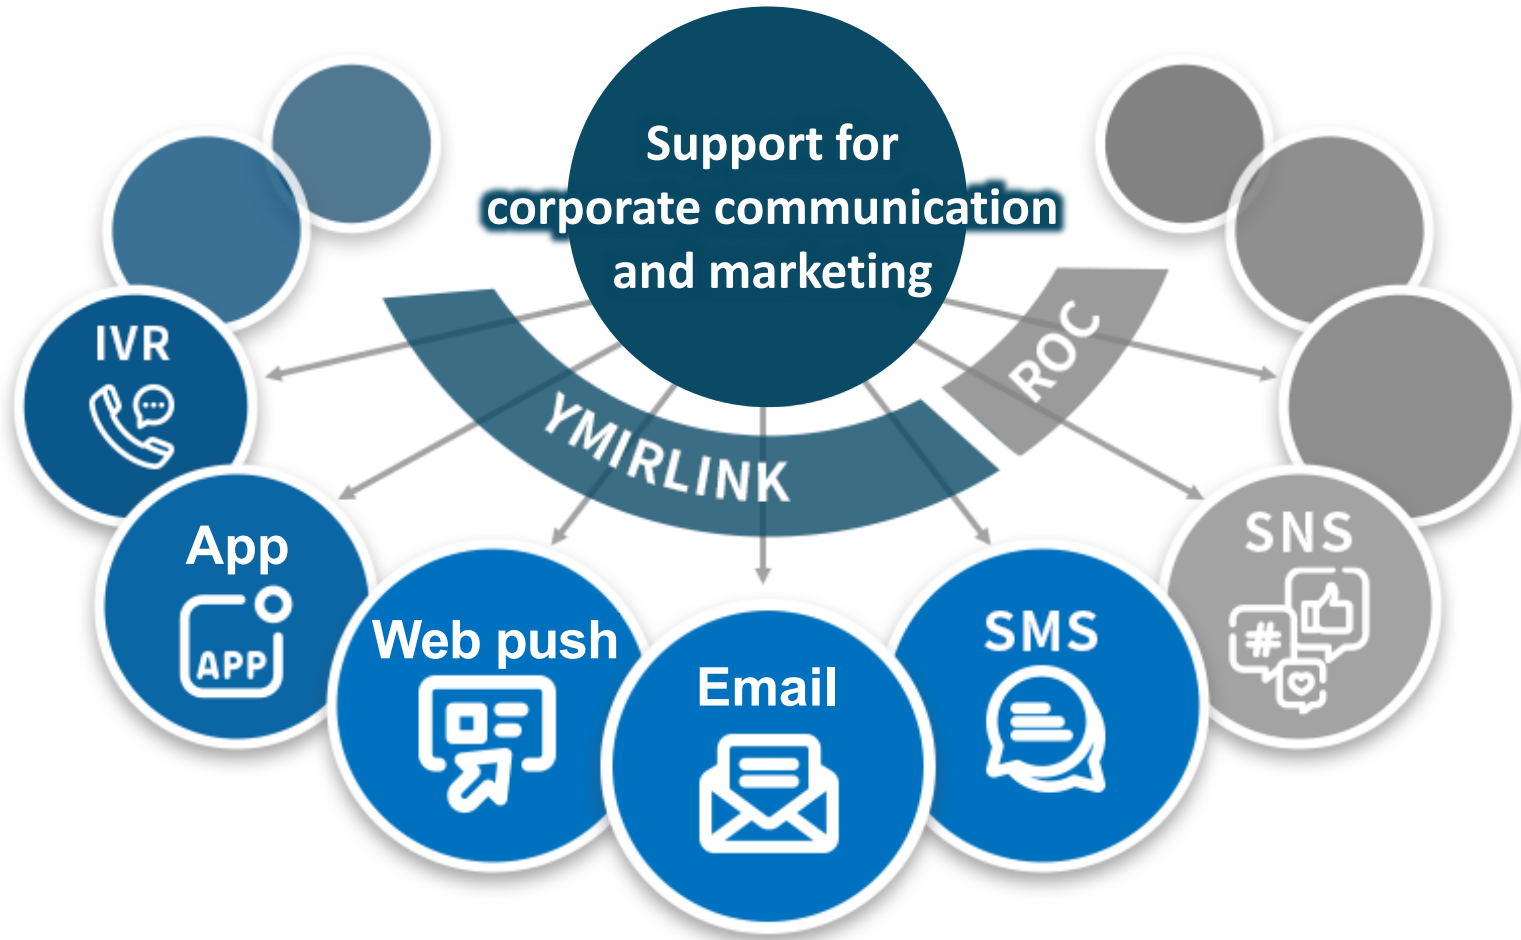 Support for
corporate communication
and marketing
YMIRLINK
ROC
IVR
App
APP
Web push
Email
SMS
SNS
#